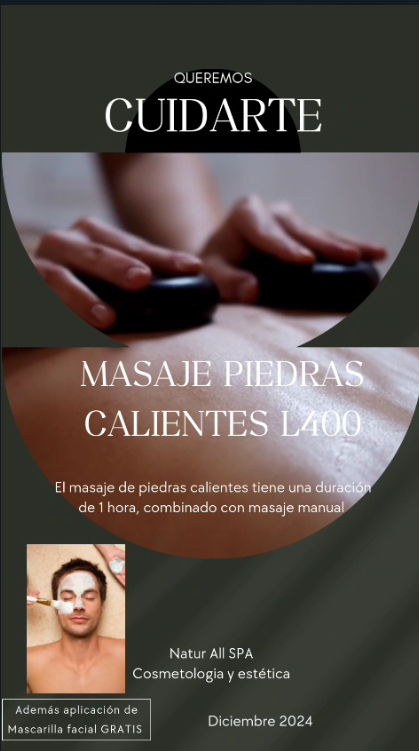 QUEREMOS
CUIDARTE
MASAJE PIEDRAS
CALIENTES L400
El masaje de piedras calientes tiene una duración
de 1 hora, combinado con masaje manual
Natur All SPA
Cosmetologia y estética
Además aplicación de
Mascarilla facial GRATIS
Diciembre 2024